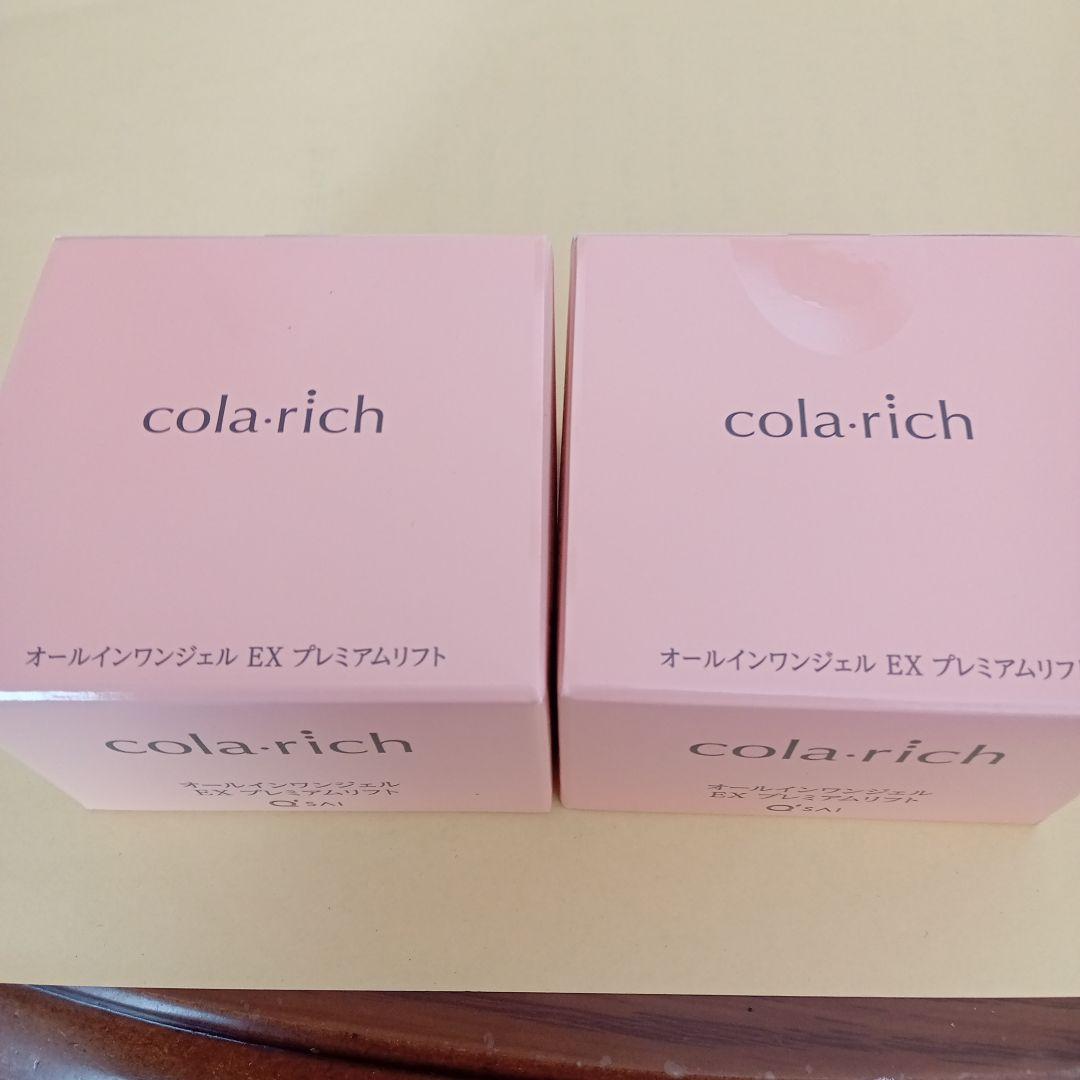 cola·rich
オールインワンジェル EX プレミアムリフト
cola·rich
オールインワンジェル
EX プレミアムリフト
Q'SAI
cola·rich
オールインワンジェル EX プレミアムリフ
cola·rich
オールインワンジェル
EX プレミアムリフト
Q'SAI